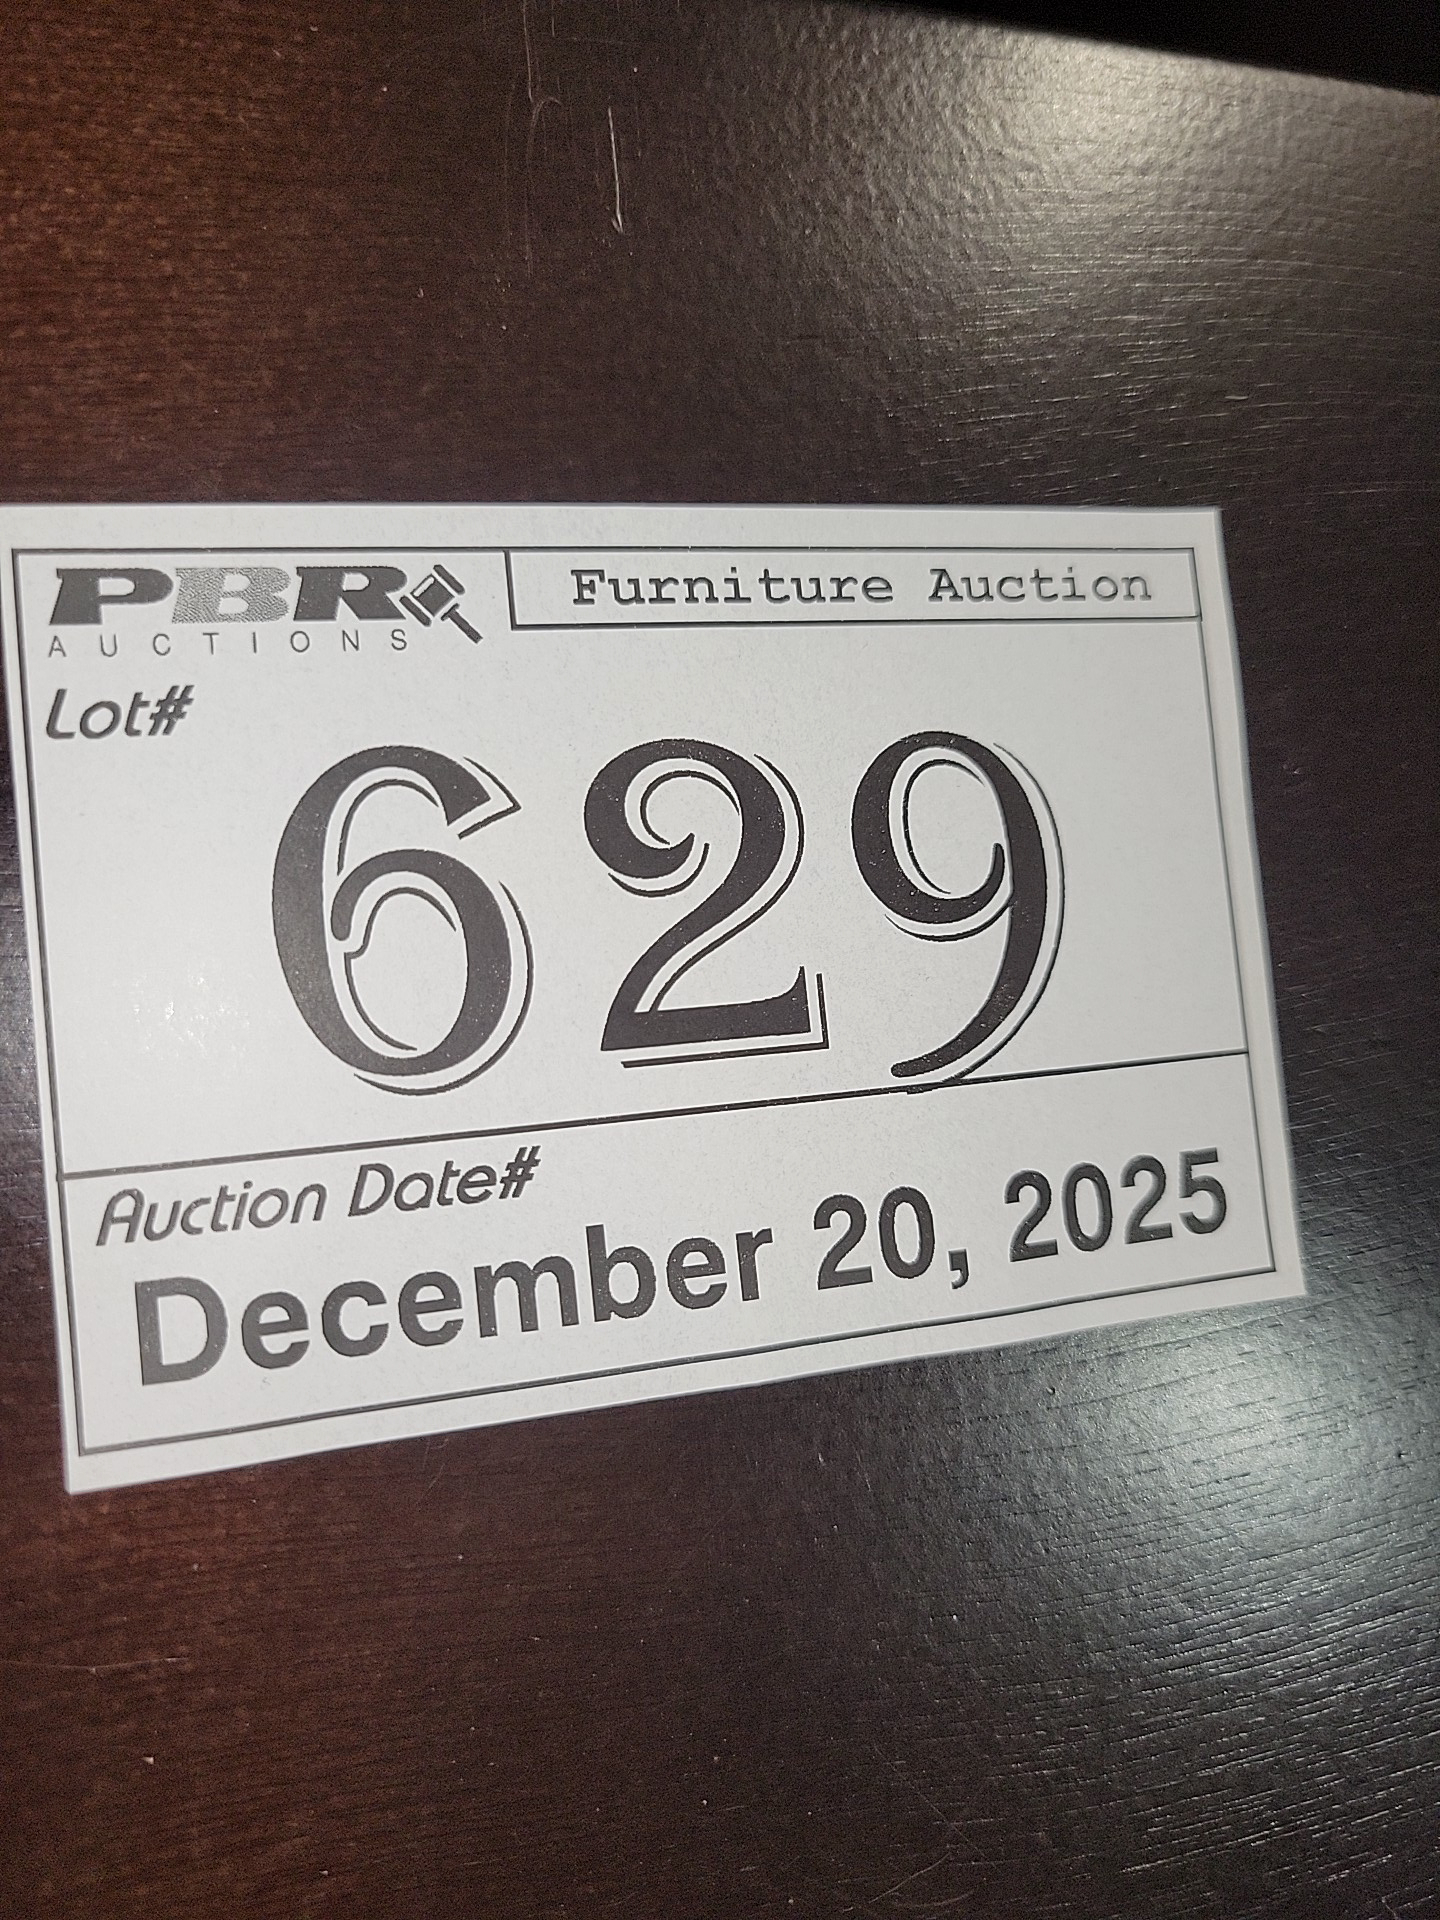 PBR
AUCTIONS
Furniture Auction
Lot#
629
Auction Date#
December 20, 2025